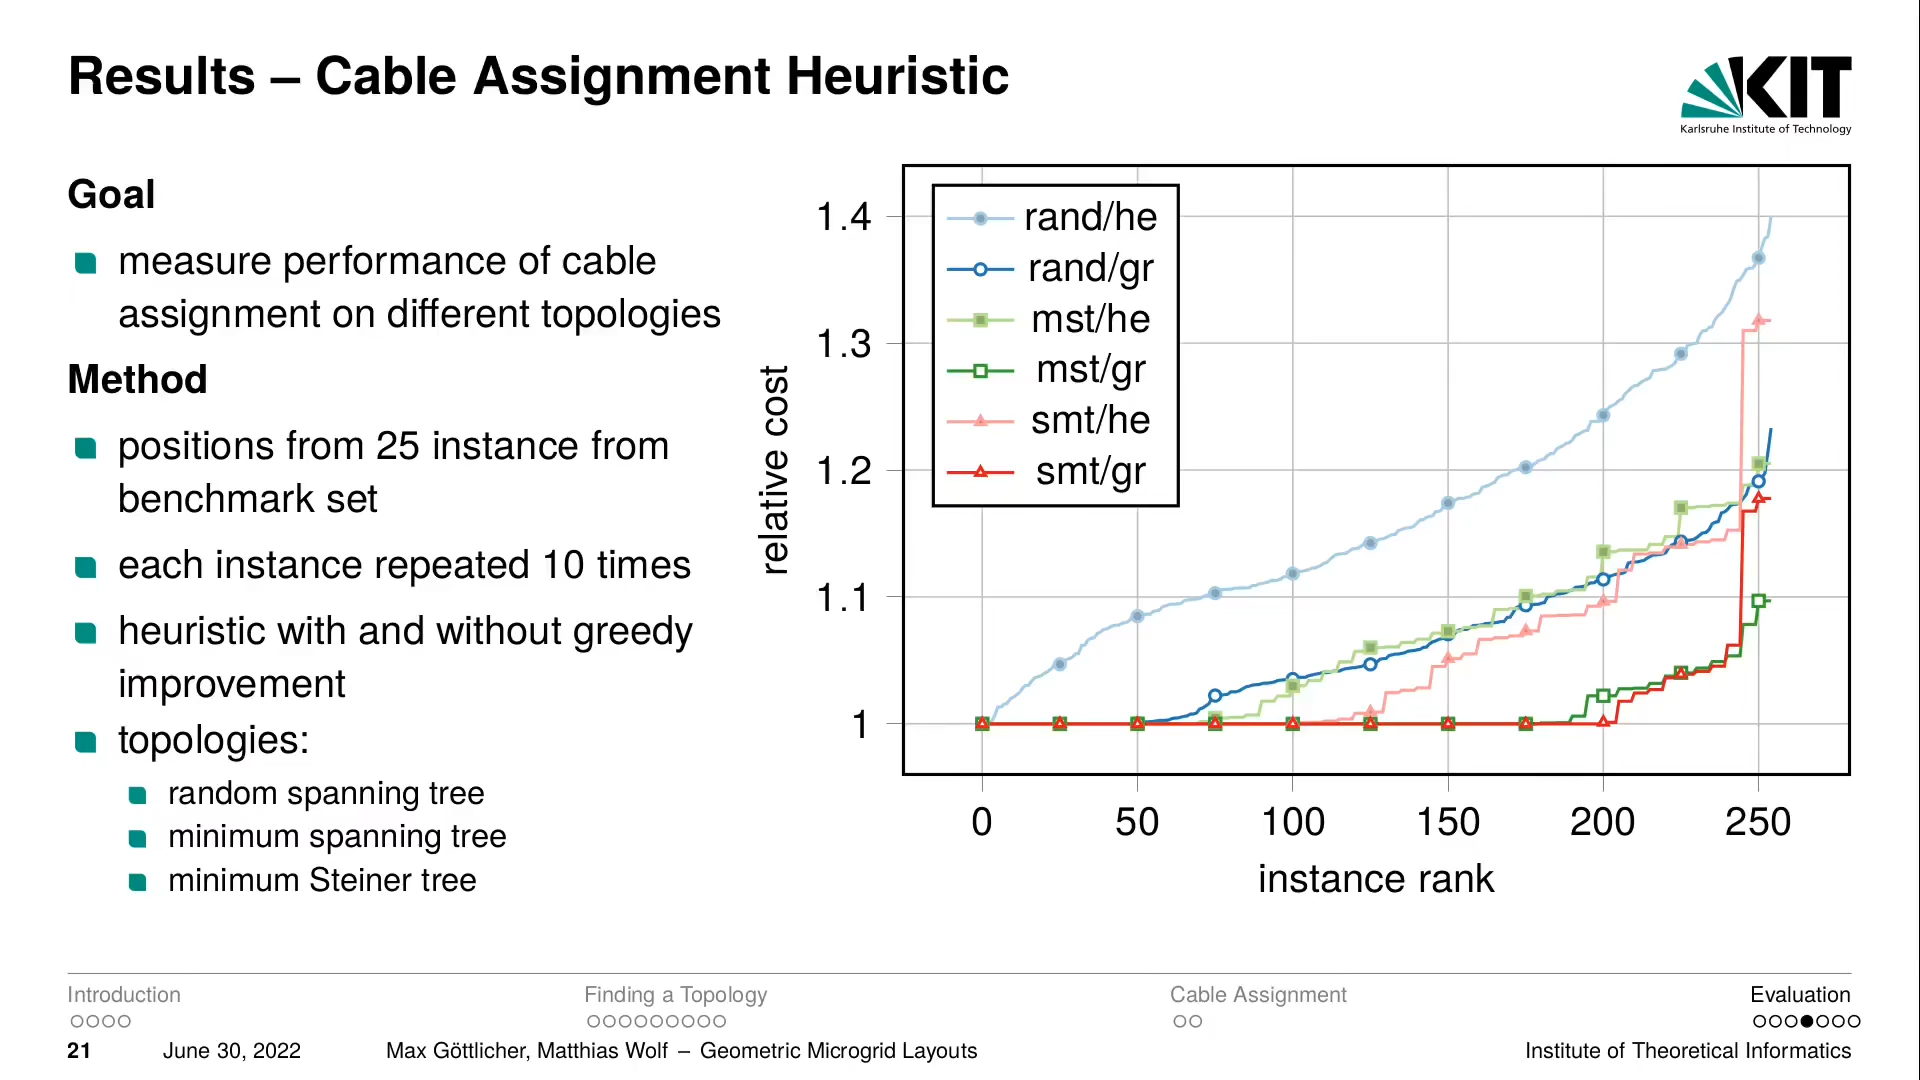 Results – Cable Assignment Heuristic
KIT
Karlsruhe Institute of Technology
Goal
measure performance of cable
assignment on different topologies
Method
positions from 25 instance from
benchmark set
each instance repeated 10 times
heuristic with and without greedy
improvement
topologies:
random spanning tree
minimum spanning tree
minimum Steiner tree
relative cost
1.4
1.3
1.2
1.1
1
rand/he
rand/gr
mst/he
mst/gr
smt/he
smt/gr
0 50 100 150 200 250
instance rank
Introduction Finding a Topology Cable Assignment Evaluation
21 June 30, 2022 Max Göttlicher, Matthias Wolf – Geometric Microgrid Layouts Institute of Theoretical Informatics